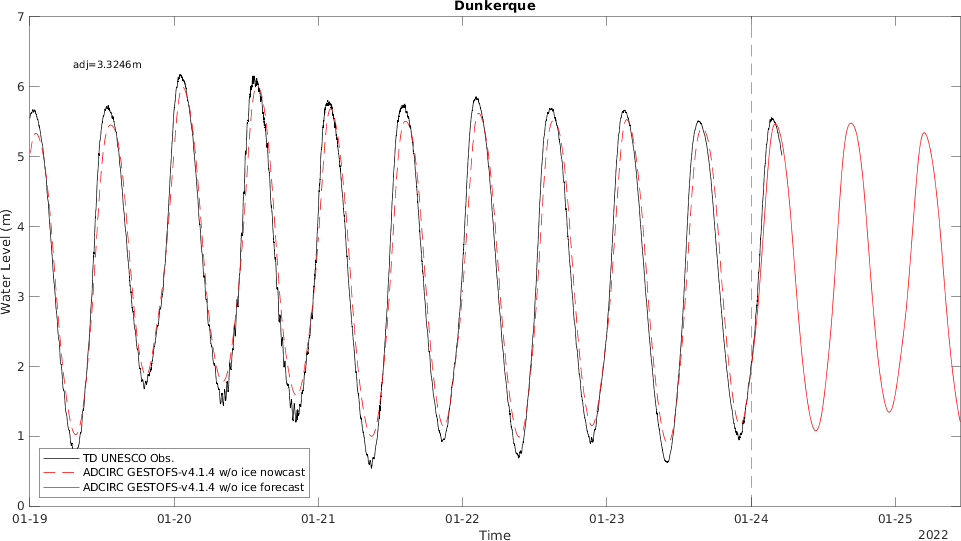 Dunkerque
7
6
5
4
3
2
1
0
Water Level (m)
adj=3.3246m
TD UNESCO Obs.
ADCIRC GESTOFS-v4.1.4 w/o ice nowcast
ADCIRC GESTOFS-v4.1.4 w/o ice forecast
01-19 01-20 01-21 01-22 01-23 01-24 01-25
Time
2022